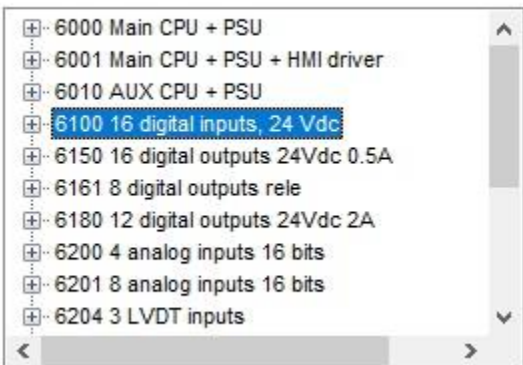 6000 Main CPU + PSU
6001 Main CPU + PSU + HMI driver
6010 AUX CPU + PSU
6100 16 digital inputs, 24 Vdc
6150 16 digital outputs 24Vdc 0.5A
6161 8 digital outputs rele
6180 12 digital outputs 24Vdc 2A
6200 4 analog inputs 16 bits
6201 8 analog inputs 16 bits
6204 3 LVDT inputs